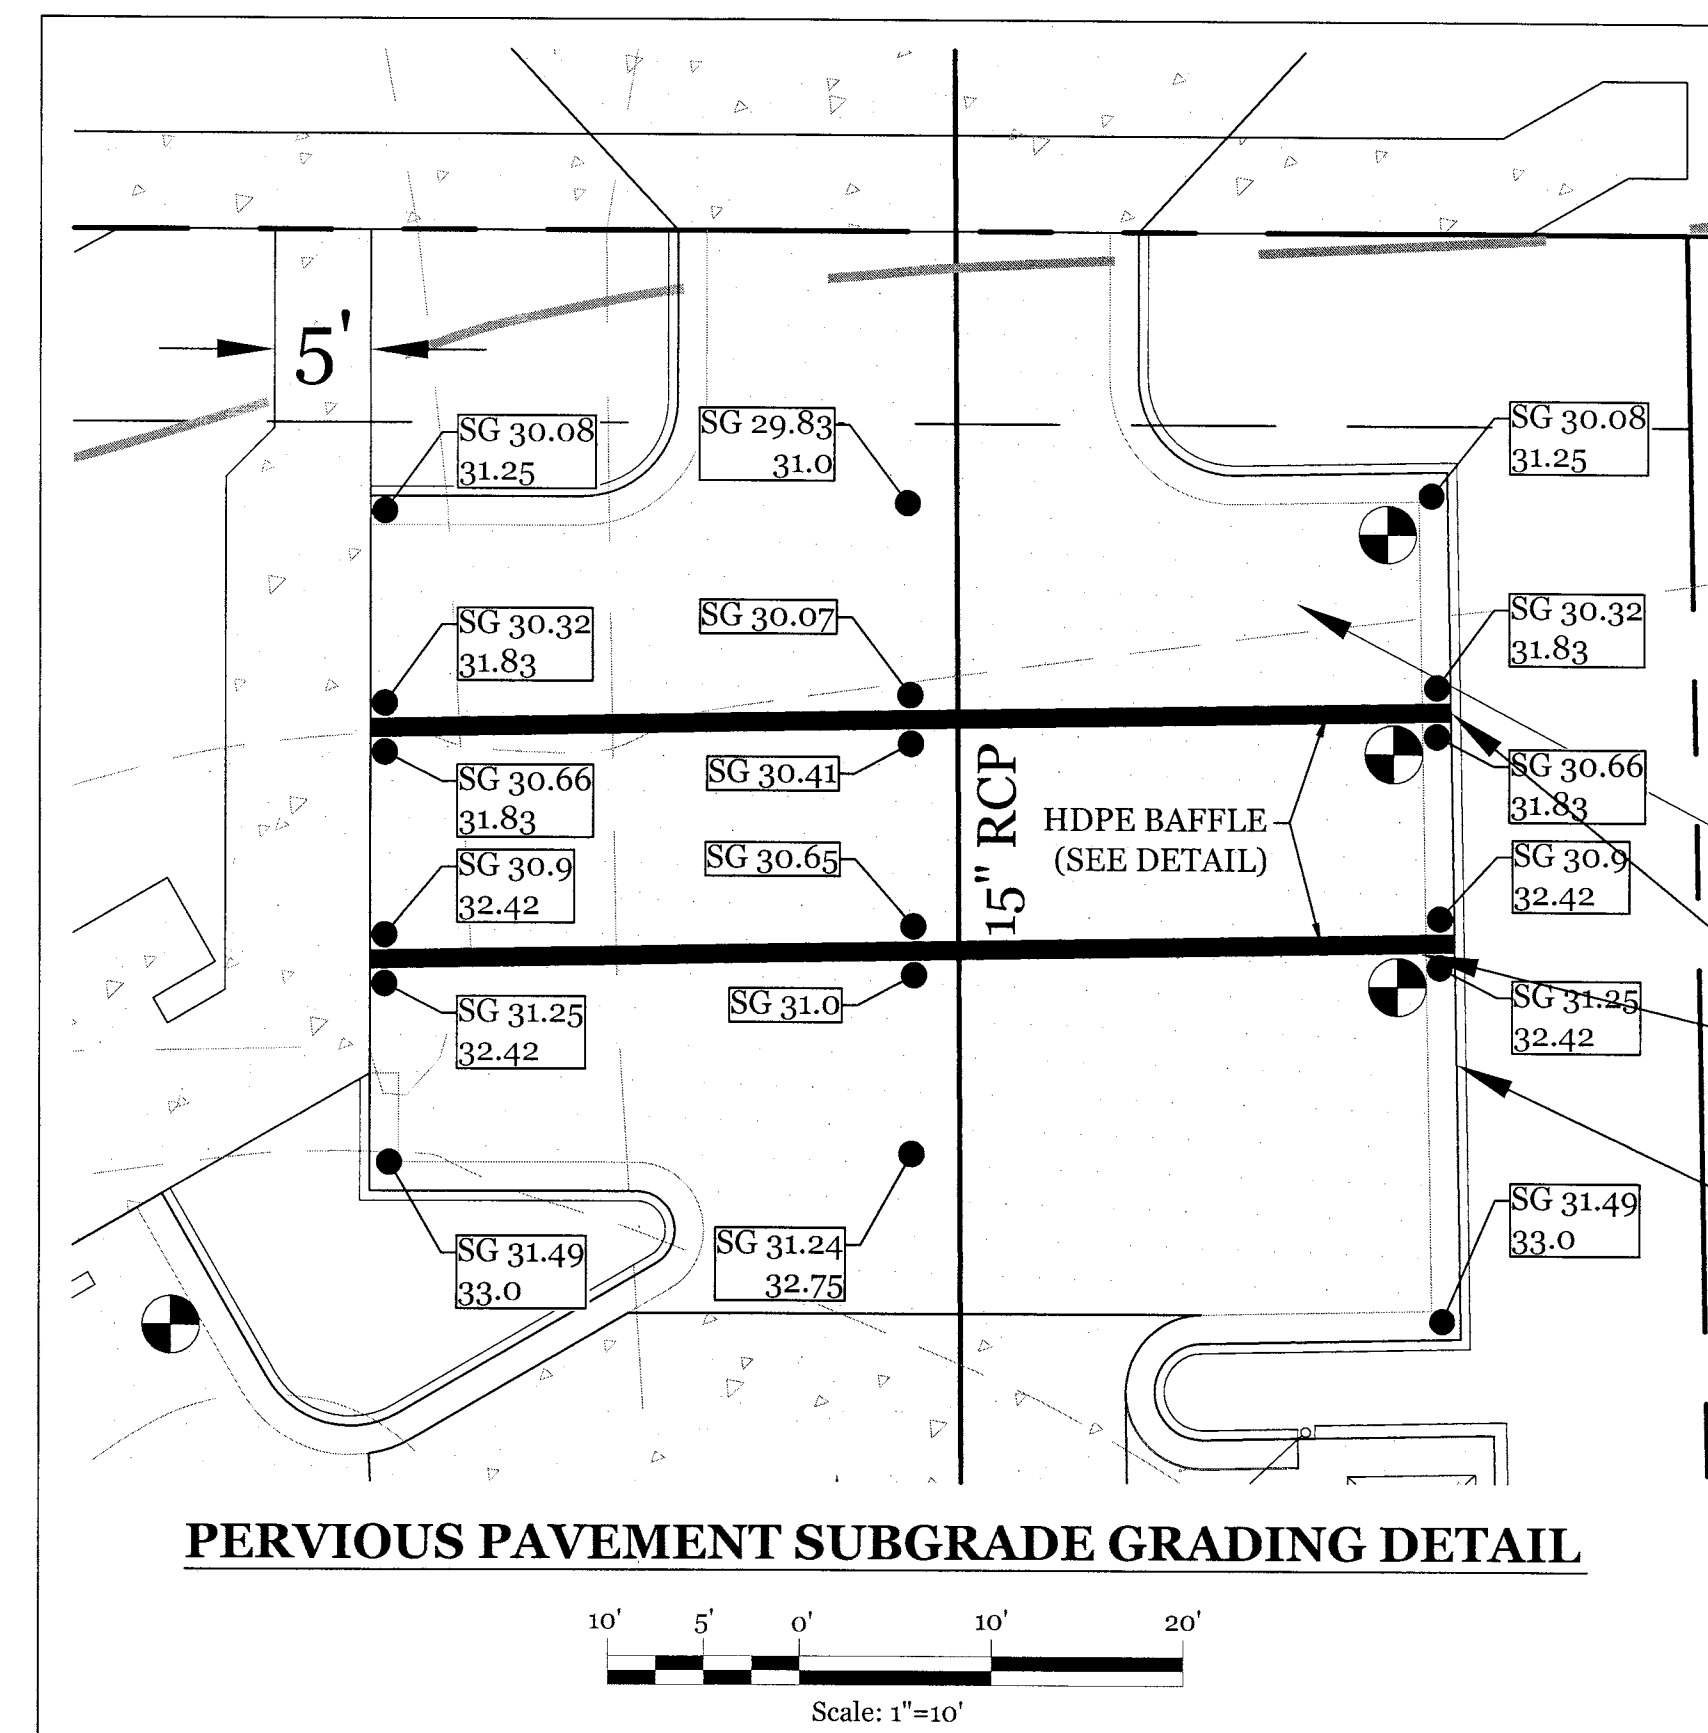 5'
SG 30.08
31.25
SG 29.83
31.0
SG 30.08
31.25
SG 30.32
31.83
SG 30.07
SG 30.32
31.83
SG 30.66
31.83
SG 30.41
15" RCP
HDPE BAFFLE
(SEE DETAIL)
SG 30.66
31.83
SG 30.9
32.42
SG 30.65
SG 30.9
32.42
SG 31.25
32.42
SG 31.0
SG 31.25
32.42
SG 31.49
33.0
SG 31.24
32.75
SG 31.49
33.0
PERVIOUS PAVEMENT SUBGRADE GRADING DETAIL
10' 5' 0' 10' 20'
Scale: 1"=10'